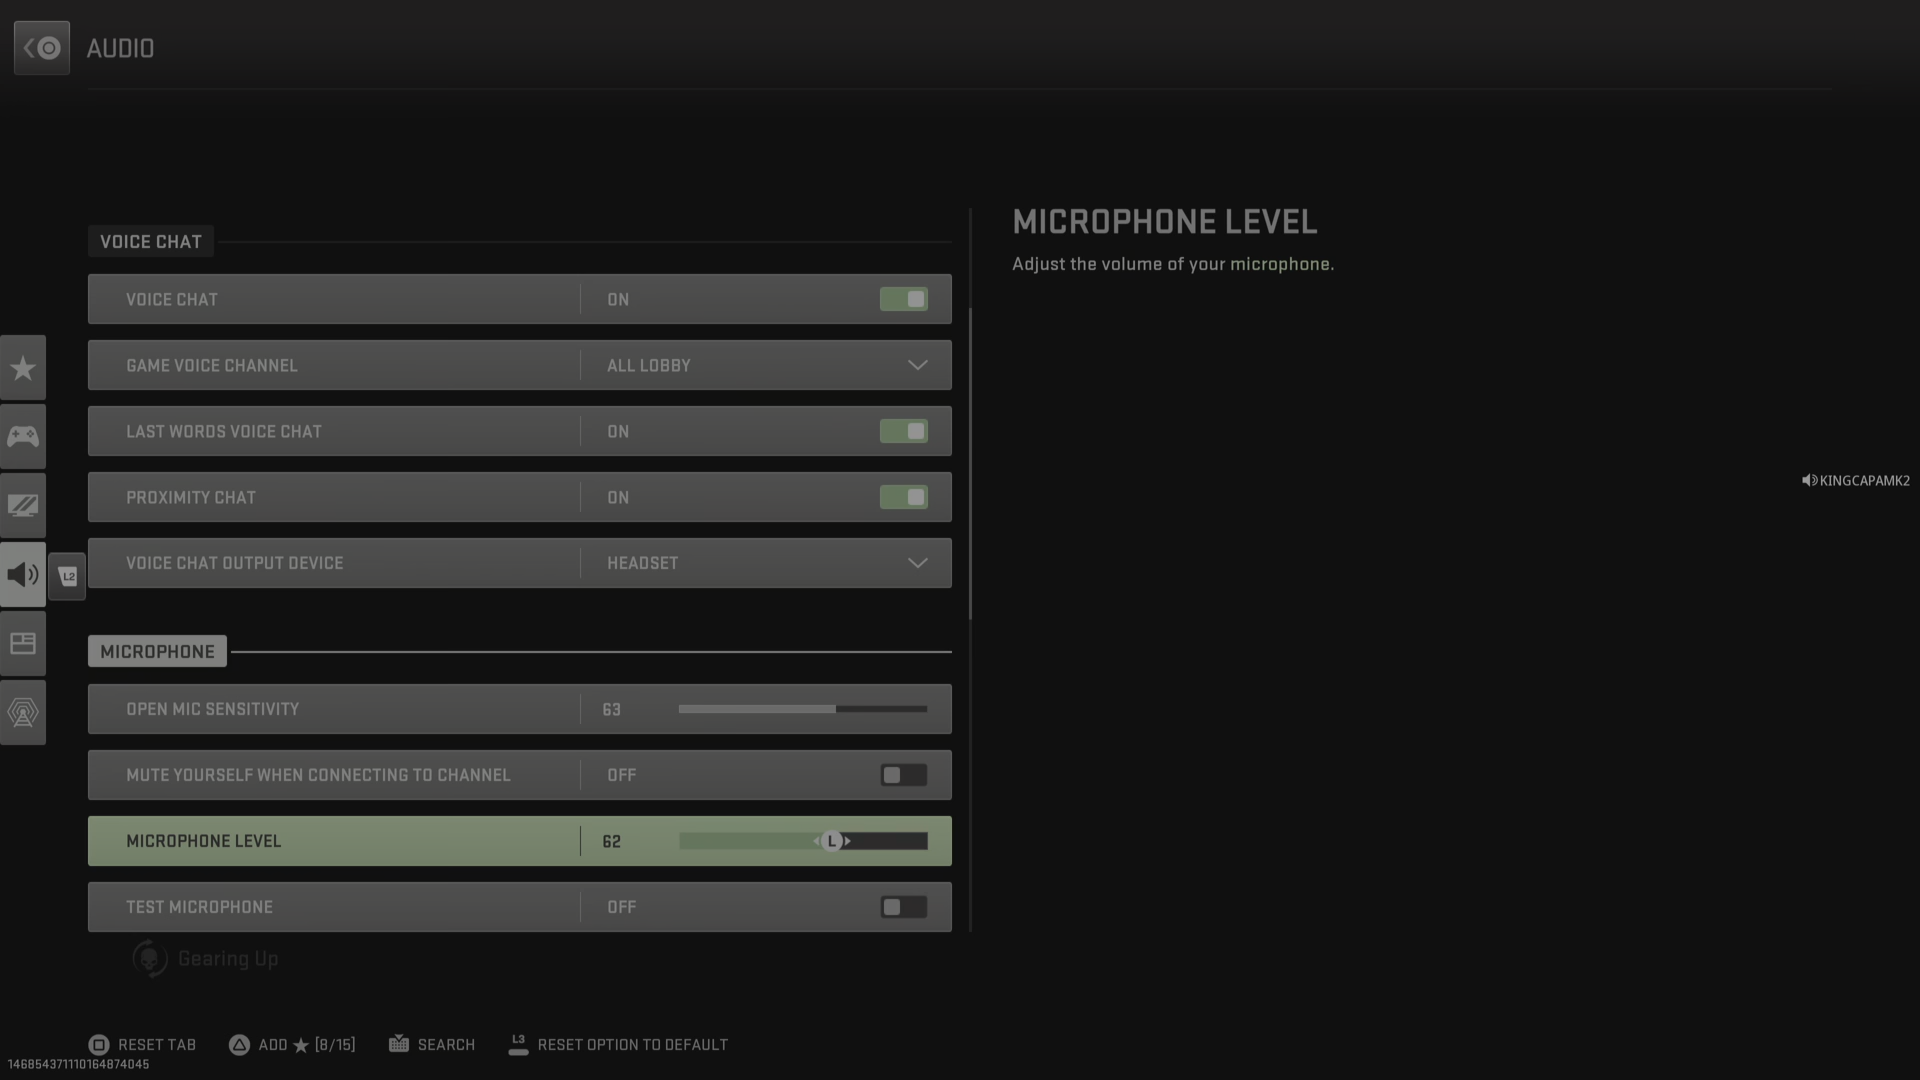 AUDIO
VOICE CHAT
VOICE CHAT ON
GAME VOICE CHANNEL ALL LOBBY
LAST WORDS VOICE CHAT ON
PROXIMITY CHAT ON
VOICE CHAT OUTPUT DEVICE HEADSET
L2
MICROPHONE
OPEN MIC SENSITIVITY 63
MUTE YOURSELF WHEN CONNECTING TO CHANNEL OFF
MICROPHONE LEVEL 62 L
TEST MICROPHONE OFF
Gearing Up
MICROPHONE LEVEL
Adjust the volume of your microphone.
KINGCAPAMK2
RESET TAB ADD ★ [8/15] SEARCH L3 RESET OPTION TO DEFAULT
146854371110164874045